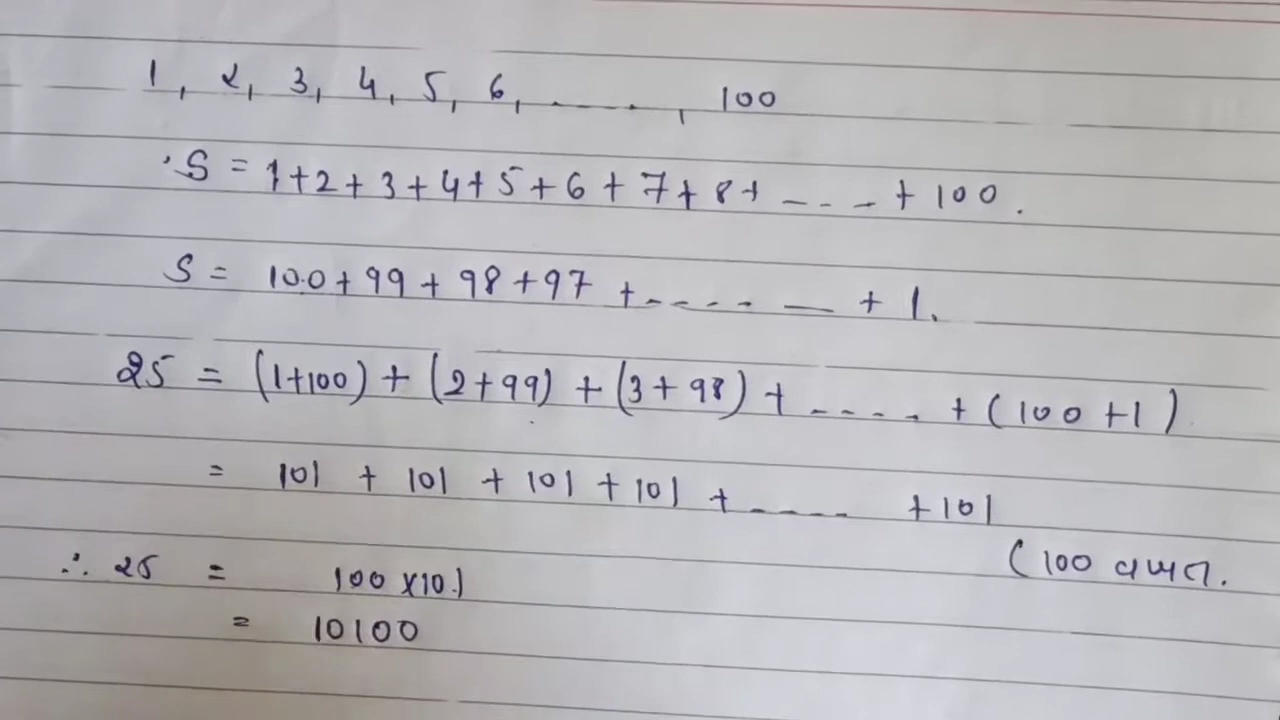 1, 2, 3, 4, 5, 6, ----, 100
S = 1+2+3+4+5+6+7+8+ ---+ 100.
S = 100+99+98+97 +----- + 1.
2S = (1+100)+(2+99)+(3+98)+----+(100+1)
= 101 + 101 + 101 + 101 +---- +101
(100 વખત.
∴ 2S = 100×101
= 10100